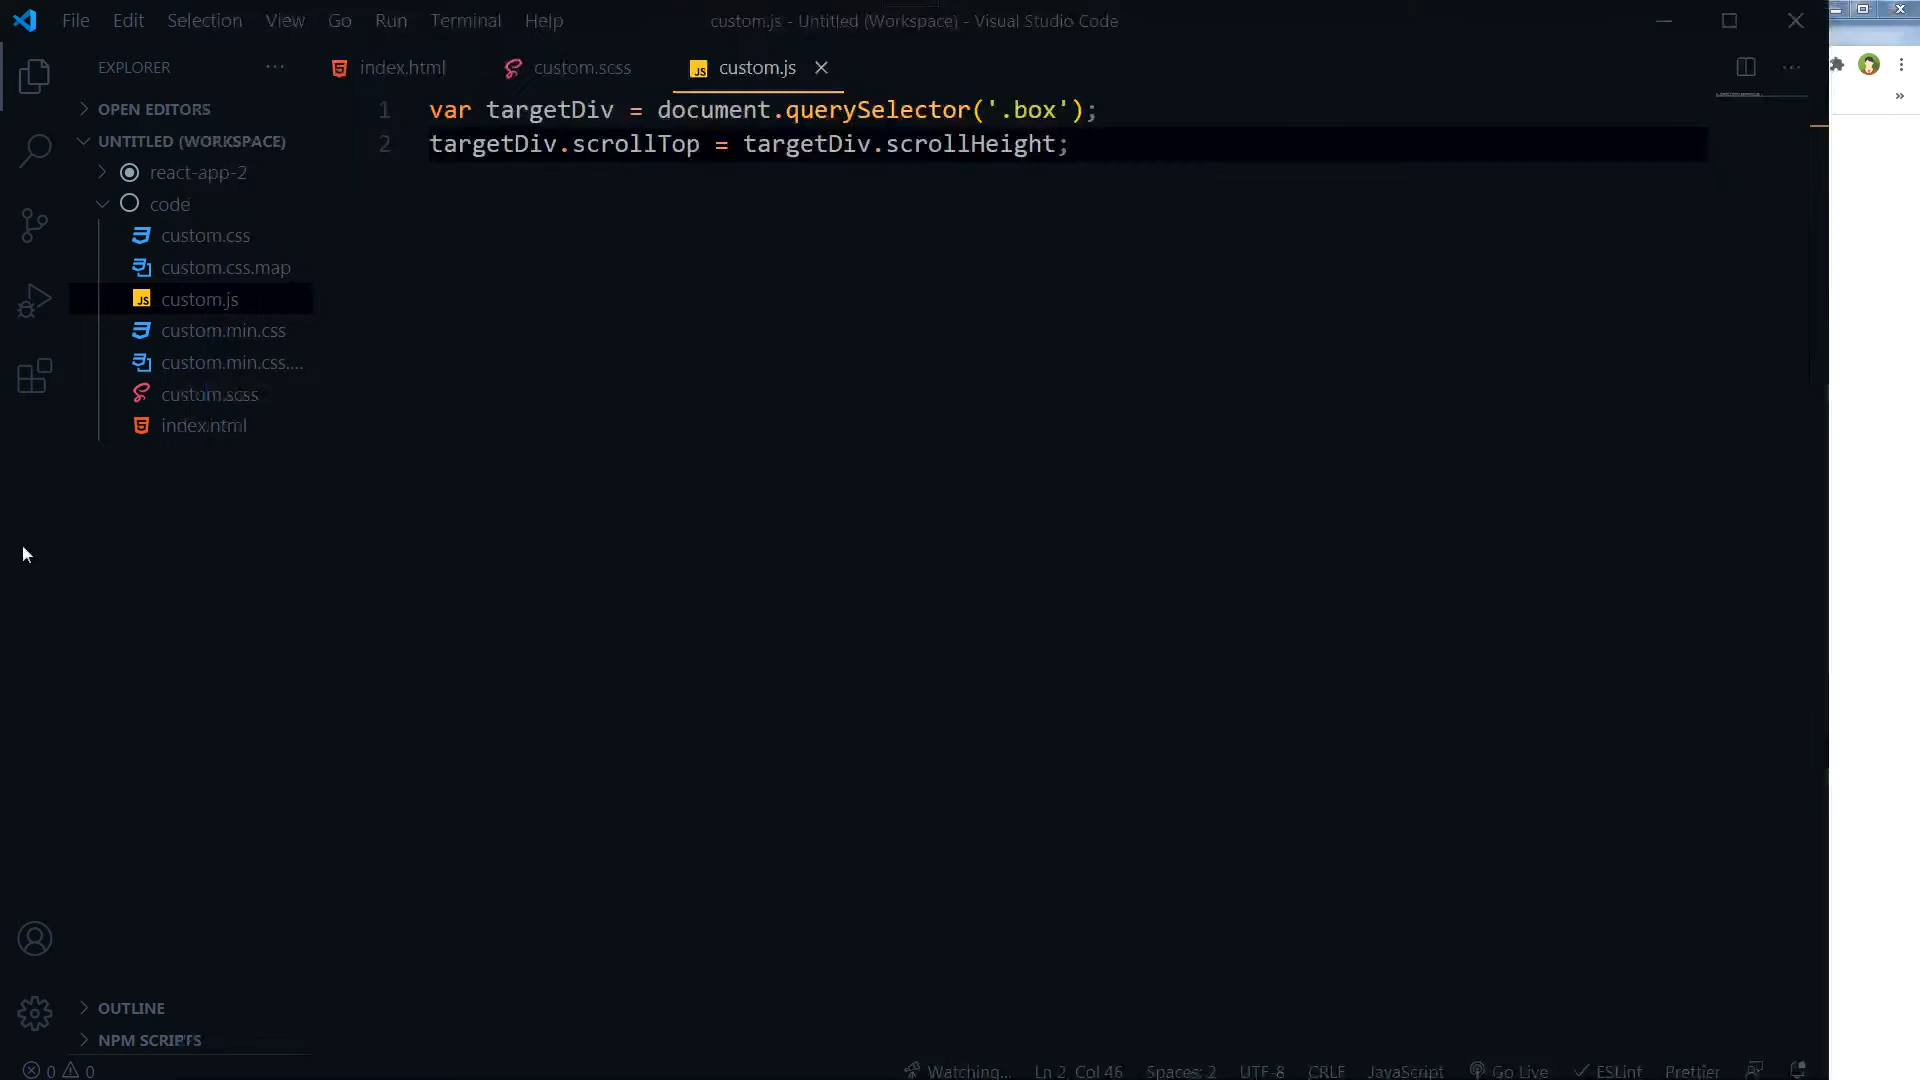 File Edit Selection View Go Run Terminal Help
custom.js - Untitled (Workspace) - Visual Studio Code
EXPLORER
index.html
custom.scss
custom.js
OPEN EDITORS
UNTITLED (WORKSPACE)
react-app-2
code
custom.css
custom.css.map
custom.js
custom.min.css
custom.min.css....
custom.scss
index.html
1 var targetDiv = document.querySelector('.box');
2 targetDiv.scrollTop = targetDiv.scrollHeight;
OUTLINE
NPM SCRIPTS
0 0
Watching... Ln 2, Col 46 Spaces: 2 UTF-8 CRLF JavaScript Go Live ESLint Prettier